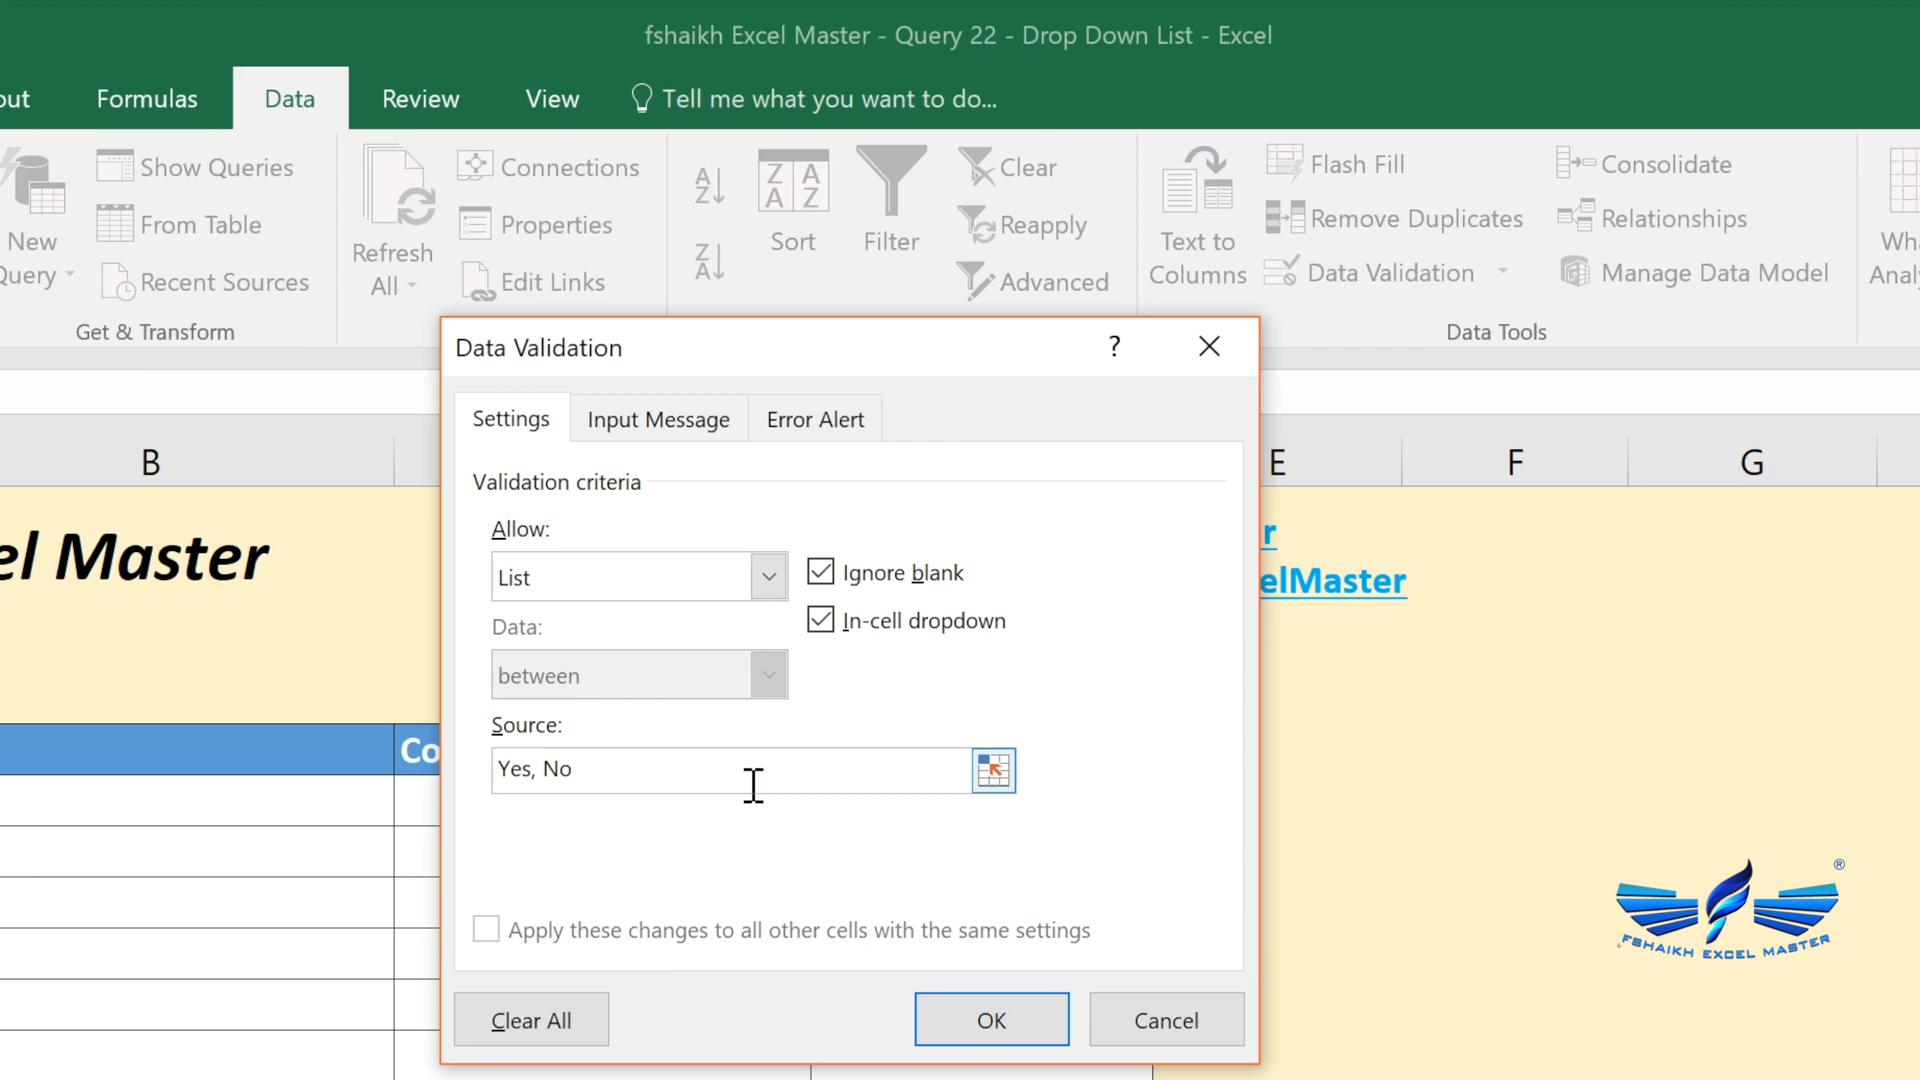 fshaikh Excel Master - Query 22 - Drop Down List - Excel
out Formulas Data Review View Tell me what you want to do...
New Query
Show Queries
From Table
Recent Sources
Get & Transform
Refresh All
Connections
Properties
Edit Links
A Z
Z A
Z A A Z
Sort
Filter
Clear
Reapply
Advanced
Text to Columns
Flash Fill
Remove Duplicates
Data Validation
Consolidate
Relationships
Manage Data Model
Data Tools
Wha
Analy
Data Validation ?
Settings Input Message Error Alert
Validation criteria
Allow:
List
Ignore blank
In-cell dropdown
Data:
between
Source:
Yes, No
Apply these changes to all other cells with the same settings
Clear All OK Cancel
B E F G
el Master
r
elMaster
Co
®
FSHAIKH EXCEL MASTER